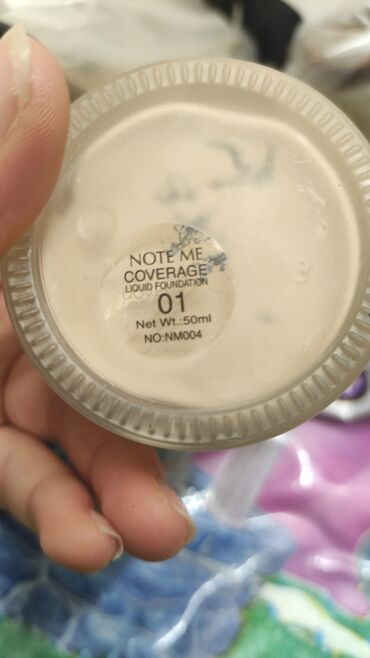 NOTE ME
COVERAGE
LIQUID FOUNDATION
01
Net Wt.:50ml
NO:NM004